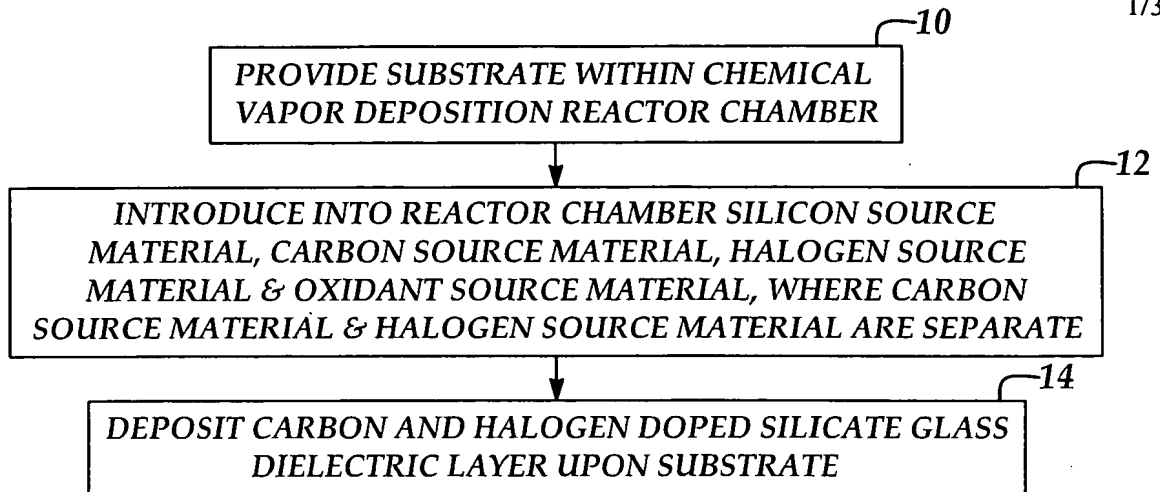 1/3
10
PROVIDE SUBSTRATE WITHIN CHEMICAL
VAPOR DEPOSITION REACTOR CHAMBER
12
INTRODUCE INTO REACTOR CHAMBER SILICON SOURCE
MATERIAL, CARBON SOURCE MATERIAL, HALOGEN SOURCE
MATERIAL & OXIDANT SOURCE MATERIAL, WHERE CARBON
SOURCE MATERIAL & HALOGEN SOURCE MATERIAL ARE SEPARATE
14
DEPOSIT CARBON AND HALOGEN DOPED SILICATE GLASS
DIELECTRIC LAYER UPON SUBSTRATE